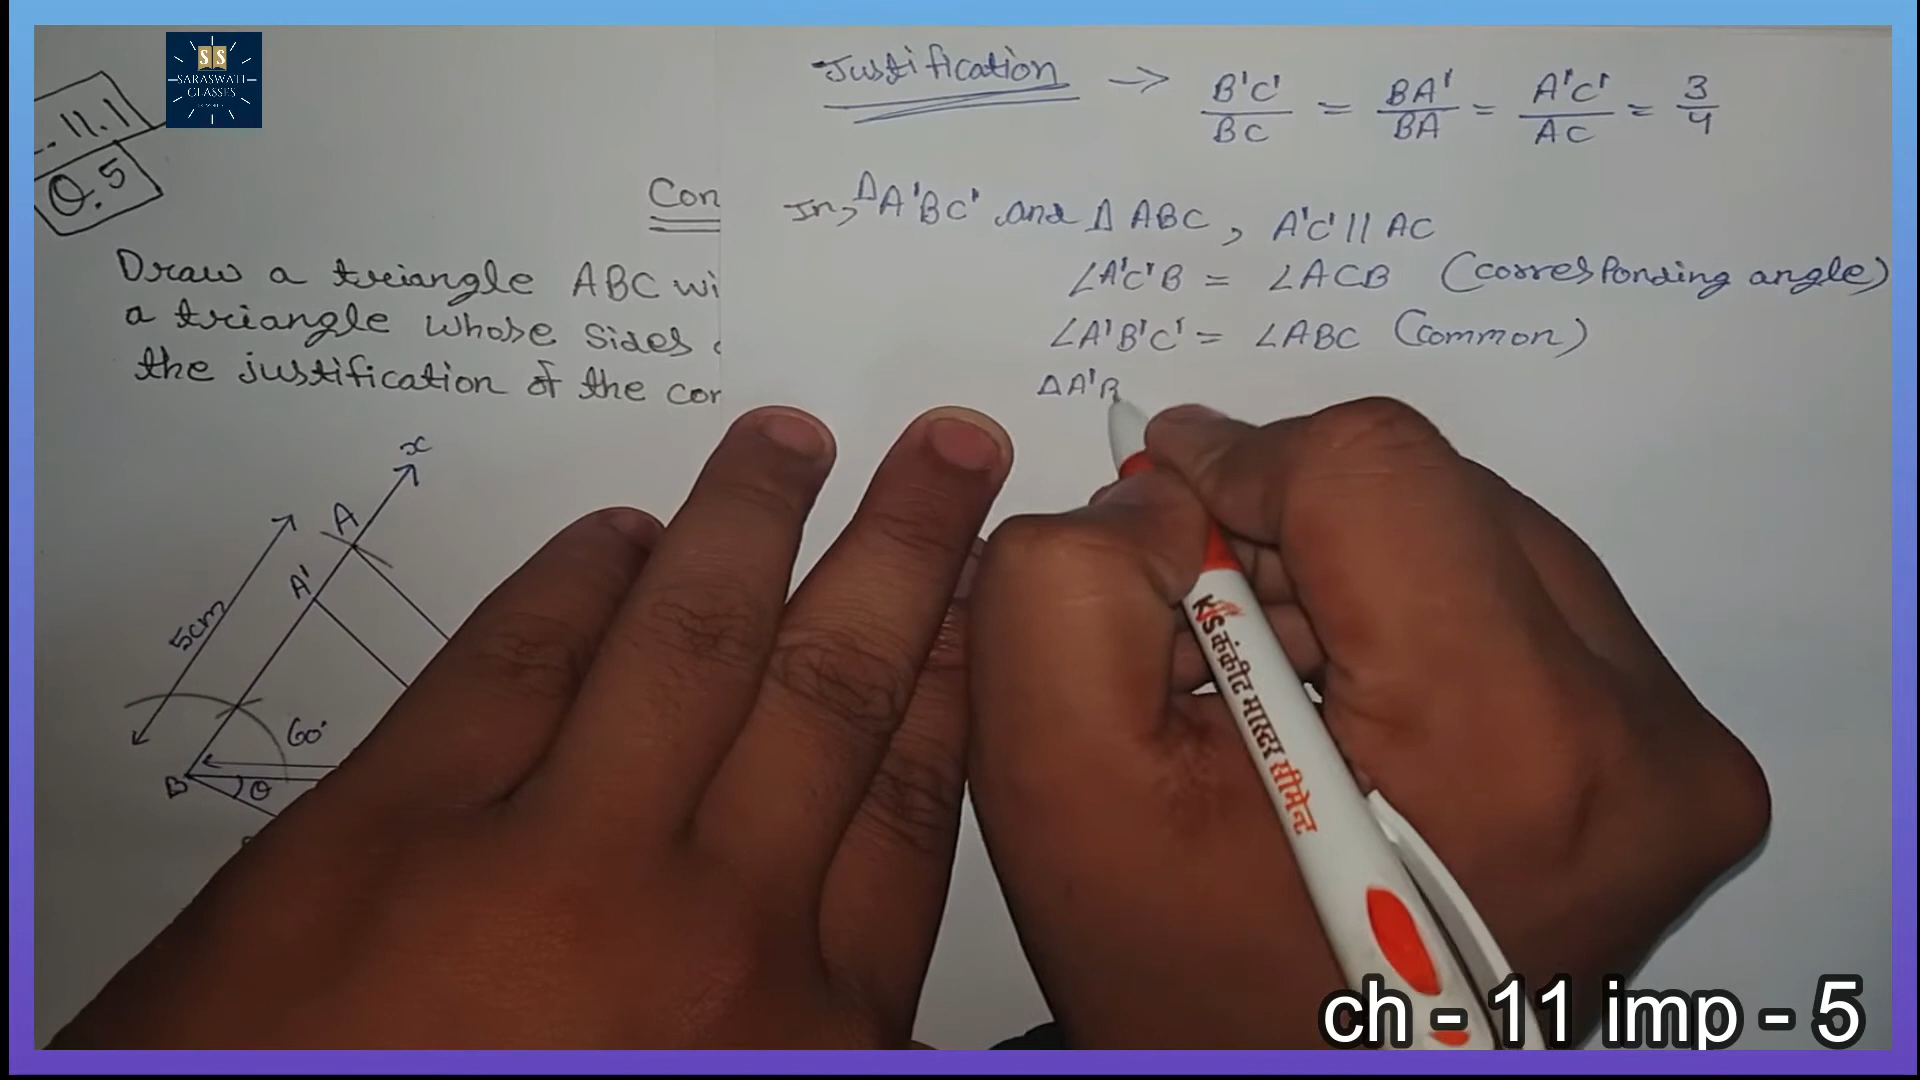 S S
SARASWATI
CLASSES
. 11.1
Q.5
Con
Draw a triangle ABC wi
a triangle whose sides
the justification of the cor
Justification → B'C'/BC = BA'/BA = A'C'/AC = 3/4
In, ΔA'BC' and Δ ABC, A'C' || AC
∠A'C'B = ∠ACB (corresponding angle)
∠A'B'C' = ∠ABC (common)
ΔA'B
x
A
A'
5cm
60°
B
θ
KJS कंक्रीट मास्टर सीमेन्ट
ch - 11 imp - 5